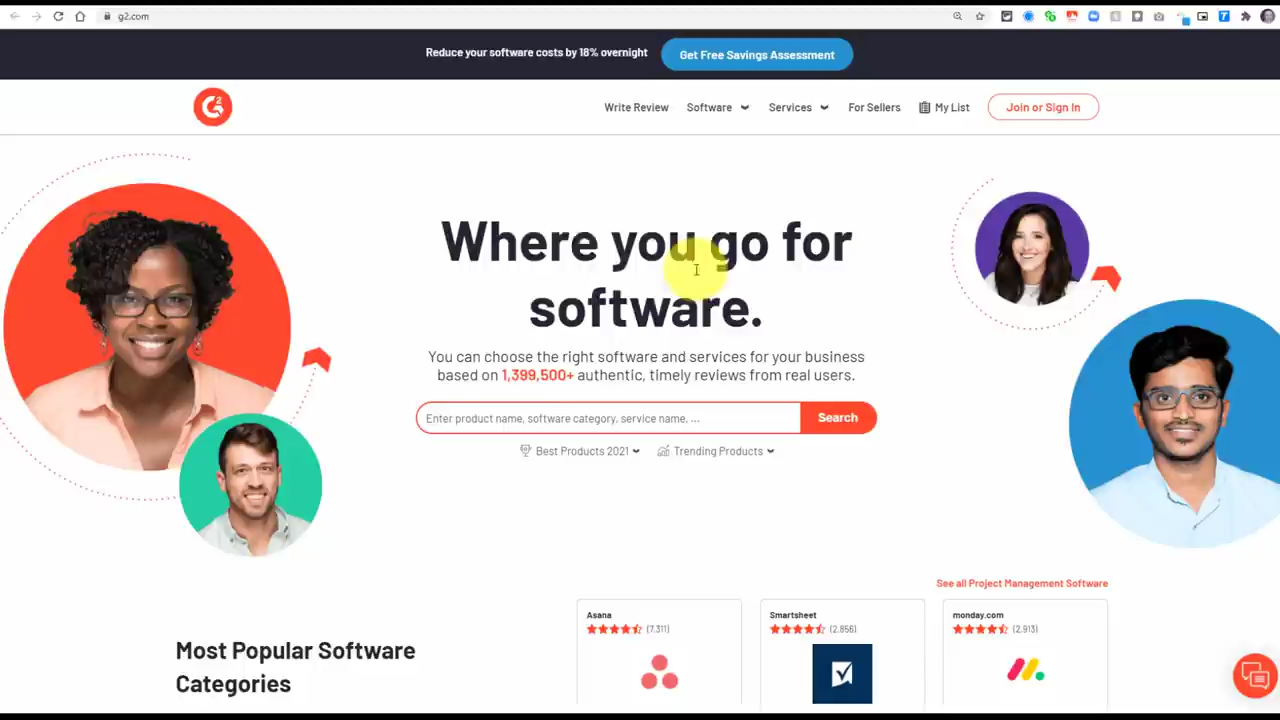 g2.com
Reduce your software costs by 18% overnight
Get Free Savings Assessment
G2
Write Review
Software
Services
For Sellers
My List
Join or Sign In
Where you go for
software.
You can choose the right software and services for your business
based on 1,399,500+ authentic, timely reviews from real users.
Enter product name, software category, service name, ...
Search
Best Products 2021
Trending Products
See all Project Management Software
Most Popular Software
Categories
Asana
(7.311)
Smartsheet
(2.856)
monday.com
(2.913)